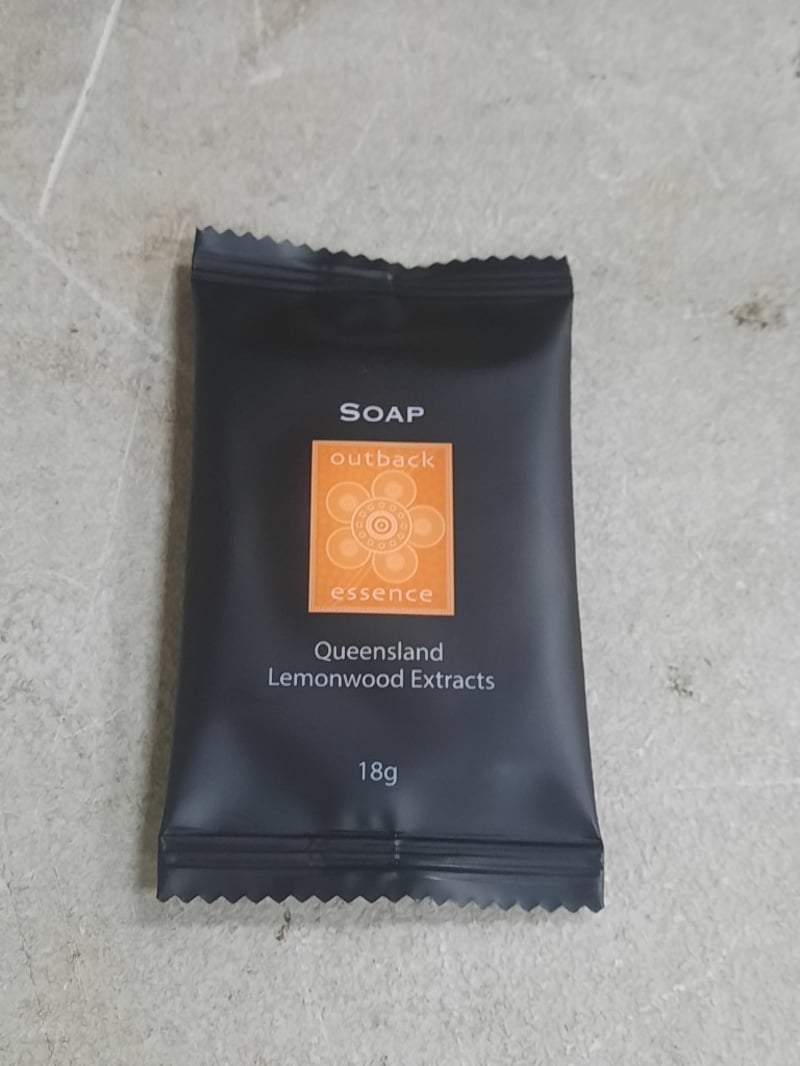 SOAP
outback
essence
Queensland
Lemonwood Extracts
18g